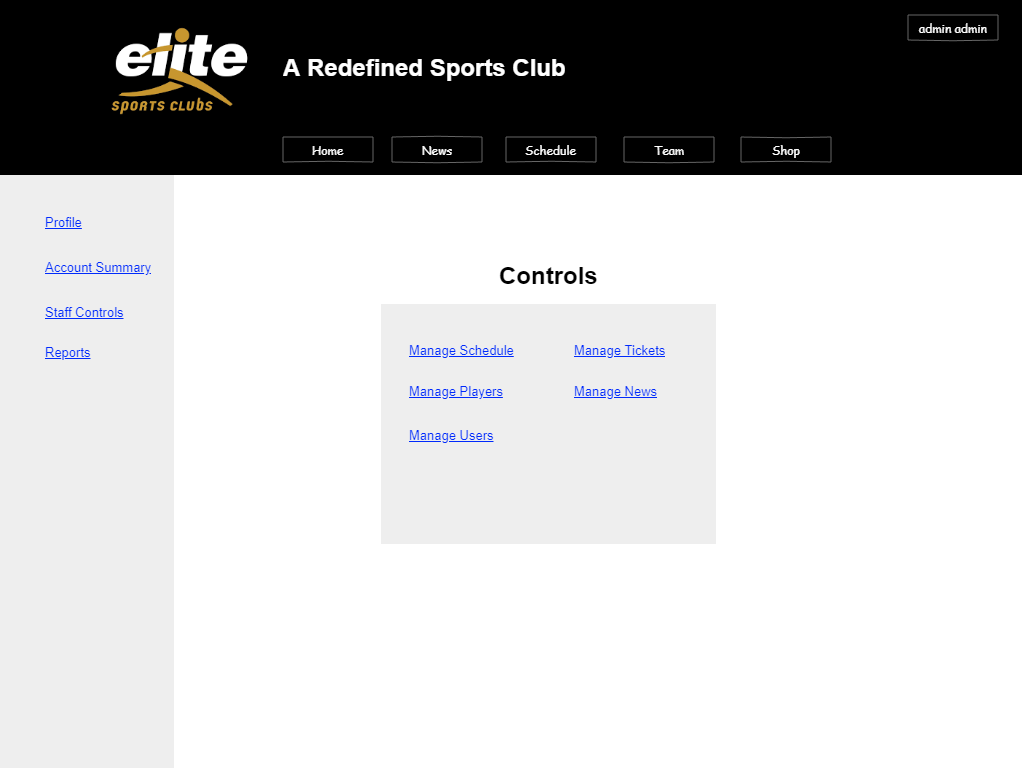 admin admin
elite
SPORTS CLUBS
A Redefined Sports Club
Home News Schedule Team Shop
Profile
Account Summary
Staff Controls
Reports
Controls
Manage Schedule Manage Tickets
Manage Players Manage News
Manage Users